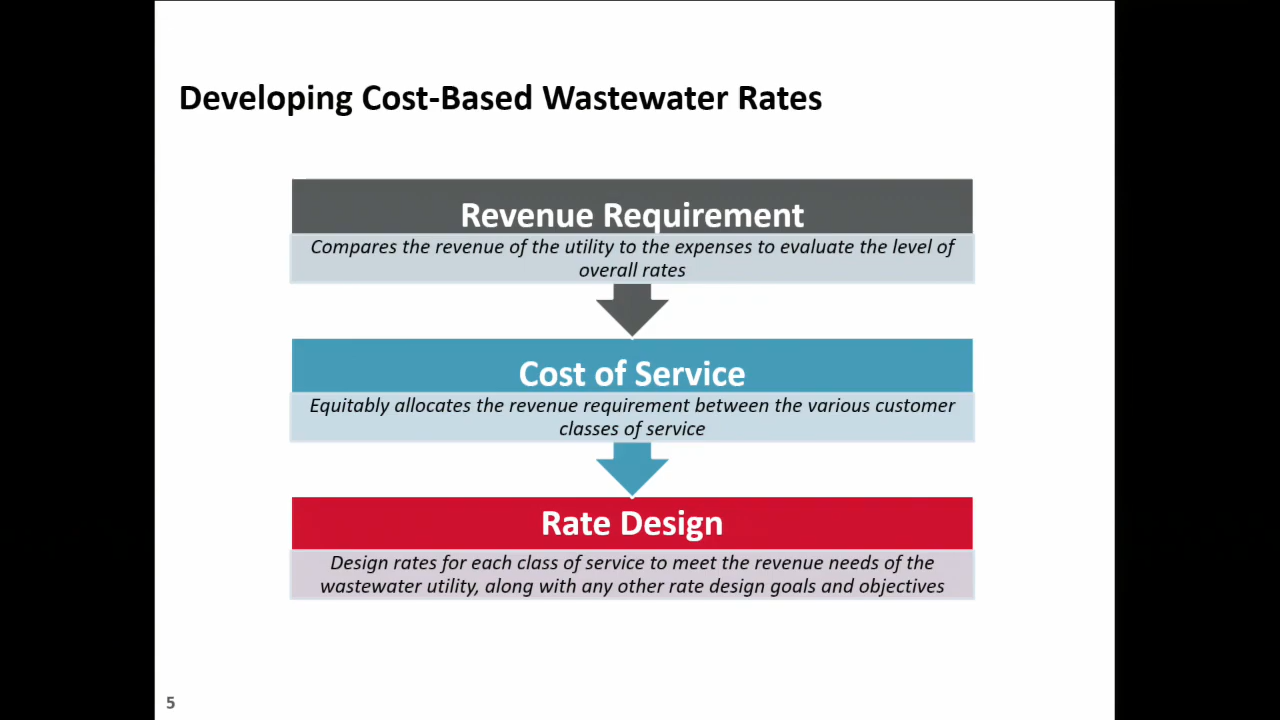 Developing Cost-Based Wastewater Rates
Revenue Requirement
Compares the revenue of the utility to the expenses to evaluate the level of
overall rates
Cost of Service
Equitably allocates the revenue requirement between the various customer
classes of service
Rate Design
Design rates for each class of service to meet the revenue needs of the
wastewater utility, along with any other rate design goals and objectives
5